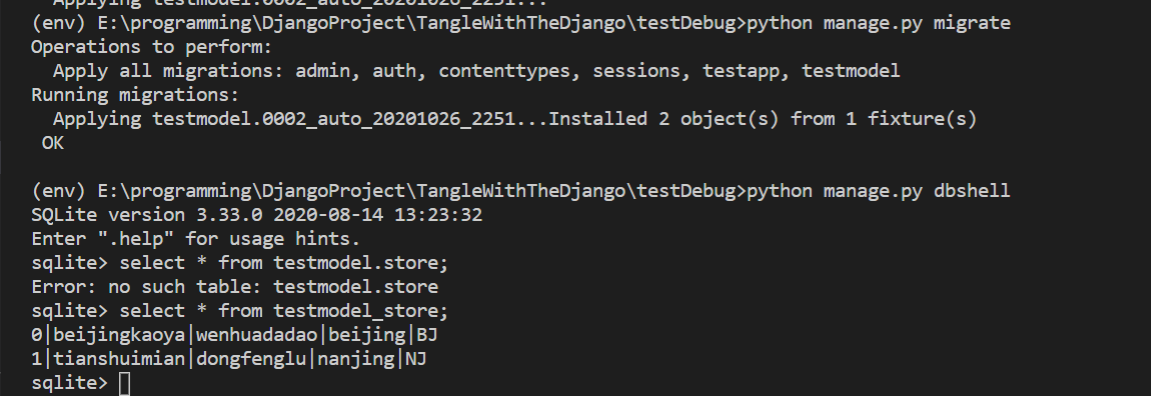 Applying testmodel.0002_auto_20201026_2251...
(env) E:\programming\DjangoProject\TangleWithTheDjango\testDebug>python manage.py migrate
Operations to perform:
  Apply all migrations: admin, auth, contenttypes, sessions, testapp, testmodel
Running migrations:
  Applying testmodel.0002_auto_20201026_2251...Installed 2 object(s) from 1 fixture(s)
 OK
(env) E:\programming\DjangoProject\TangleWithTheDjango\testDebug>python manage.py dbshell
SQLite version 3.33.0 2020-08-14 13:23:32
Enter ".help" for usage hints.
sqlite> select * from testmodel.store;
Error: no such table: testmodel.store
sqlite> select * from testmodel_store;
0|beijingkaoya|wenhuadadao|beijing|BJ
1|tianshuimian|dongfenglu|nanjing|NJ
sqlite>